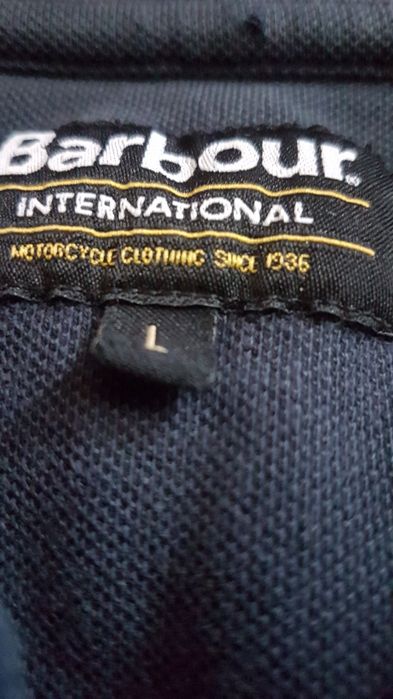 Barbour
INTERNATIONAL
MOTORCYCLE CLOTHING SINCE 1936
L